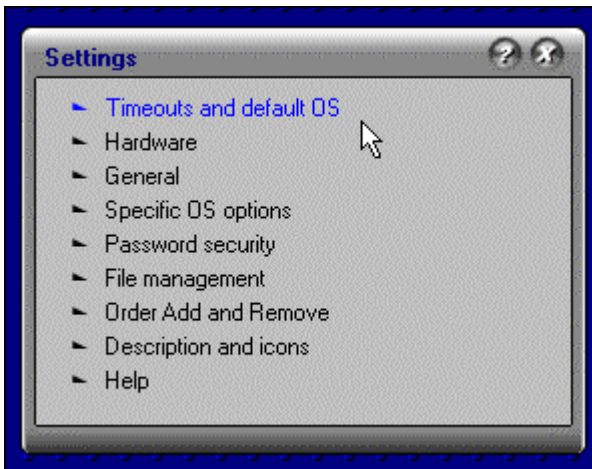 Settings
Timeouts and default OS
Hardware
General
Specific OS options
Password security
File management
Order Add and Remove
Description and icons
Help